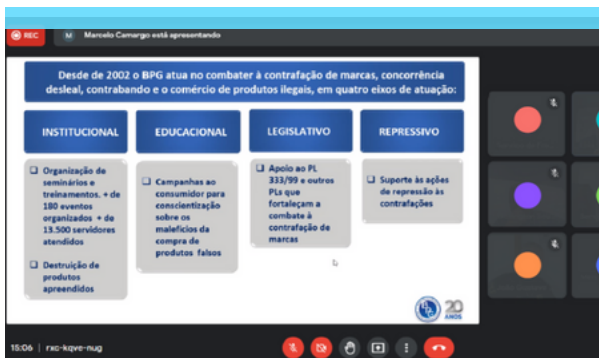 REC
M Marcelo Camargo está apresentando
Desde de 2002 o BPG atua no combater à contrafação de marcas, concorrência
desleal, contrabando e o comércio de produtos ilegais, em quatro eixos de atuação:
INSTITUCIONAL
Organização de
seminários e
treinamentos. + de
180 eventos
organizados + de
13.500 servidores
atendidos
Destruição de
produtos
apreendidos
EDUCACIONAL
Campanhas ao
consumidor para
conscientização
sobre os
malefícios da
compra de
produtos falsos
LEGISLATIVO
Apoio ao PL
333/99 e outros
PLs que
fortaleçam a
combate à
contrafação de
marcas
REPRESSIVO
Suporte às ações
de repressão às
contrafações
20
ANOS
15:06 | rxc-kqve-nug